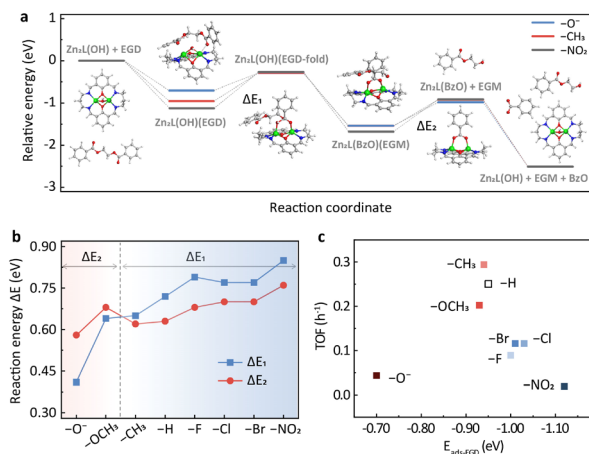 a
−O⁻
−CH₃
−NO₂
Relative energy (eV)
1
0
-1
-2
-3
Zn₂L(OH) + EGD
Zn₂L(OH)(EGD)
Zn₂L(OH)(EGD-fold)
ΔE₁
Zn₂L(BzO)(EGM)
Zn₂L(BzO) + EGM
ΔE₂
Zn₂L(OH) + EGM + BzO
Reaction coordinate
b
Reaction energy ΔE (eV)
0.90
0.75
0.60
0.45
0.30
ΔE₂
ΔE₁
ΔE₁
ΔE₂
−O⁻
−OCH₃
−CH₃
−H
−F
−Cl
−Br
−NO₂
c
TOF (h⁻¹)
0.3
0.2
0.1
0.0
−CH₃
−H
−OCH₃
−Br
−Cl
−F
−O⁻
−NO₂
-0.70
-0.90
-1.00
-1.10
E ads-EGD (eV)